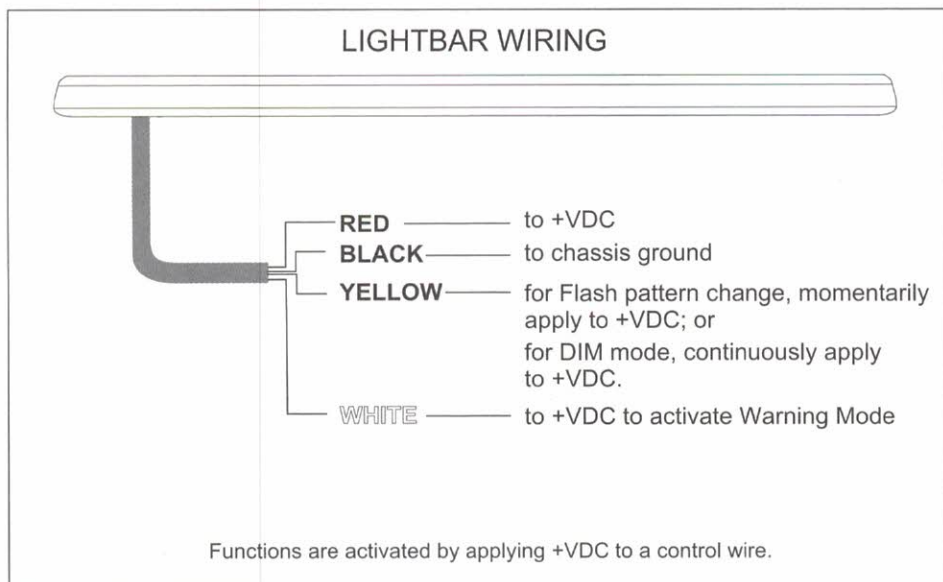 LIGHTBAR WIRING
RED to +VDC
BLACK to chassis ground
YELLOW for Flash pattern change, momentarily
apply to +VDC; or
for DIM mode, continuously apply
to +VDC.
WHITE to +VDC to activate Warning Mode
Functions are activated by applying +VDC to a control wire.